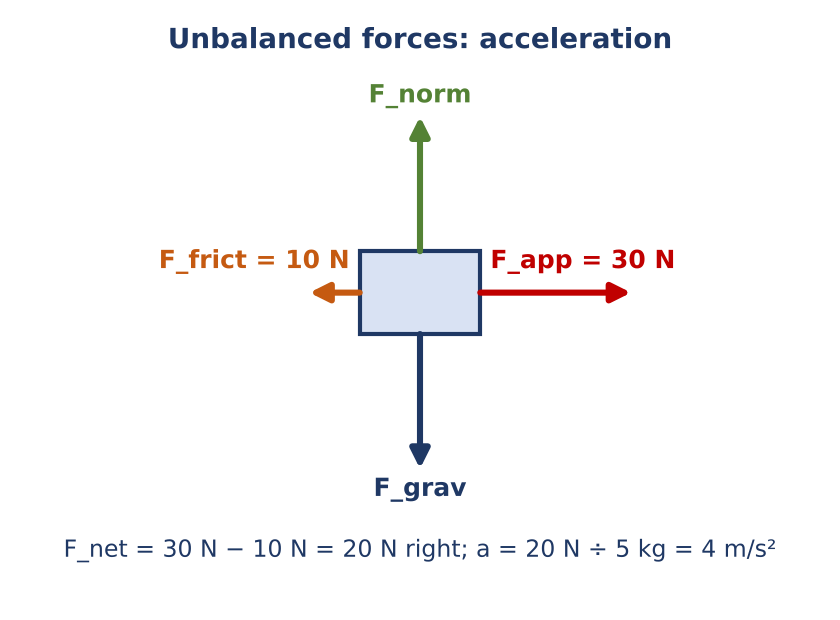 Unbalanced forces: acceleration
F_norm
F_frict = 10 N
F_app = 30 N
F_grav
F_net = 30 N − 10 N = 20 N right; a = 20 N ÷ 5 kg = 4 m/s²